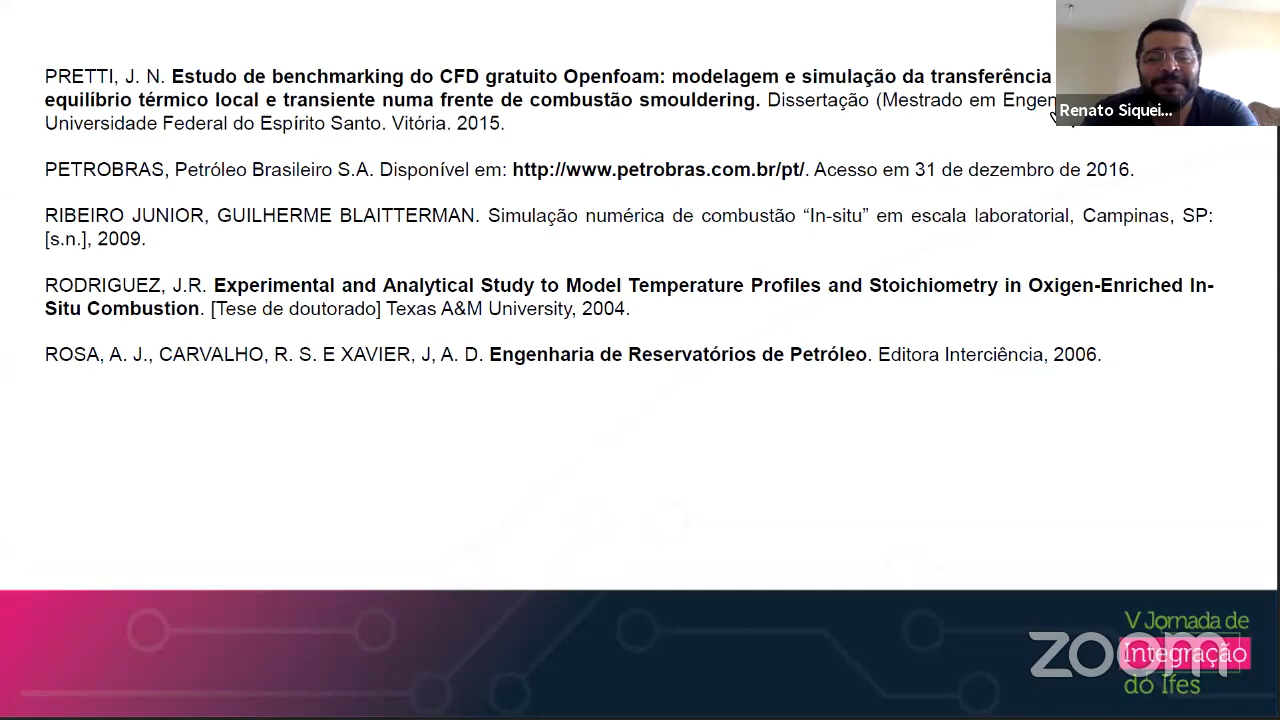 PRETTI, J. N. Estudo de benchmarking do CFD gratuito Openfoam: modelagem e simulação da transferência
equilíbrio térmico local e transiente numa frente de combustão smouldering. Dissertação (Mestrado em
Universidade Federal do Espírito Santo. Vitória. 2015.
PETROBRAS, Petróleo Brasileiro S.A. Disponível em: http://www.petrobras.com.br/pt/. Acesso em 31 de dezembro de 2016.
RIBEIRO JUNIOR, GUILHERME BLAITTERMAN. Simulação numérica de combustão “In-situ” em escala laboratorial, Campinas, SP:
[s.n.], 2009.
RODRIGUEZ, J.R. Experimental and Analytical Study to Model Temperature Profiles and Stoichiometry in Oxigen-Enriched In-
Situ Combustion. [Tese de doutorado] Texas A&M University, 2004.
ROSA, A. J., CARVALHO, R. S. E XAVIER, J, A. D. Engenharia de Reservatórios de Petróleo. Editora Interciência, 2006.
Renato Siquei...
V Jornada de
Integração
do Ifes
zoom